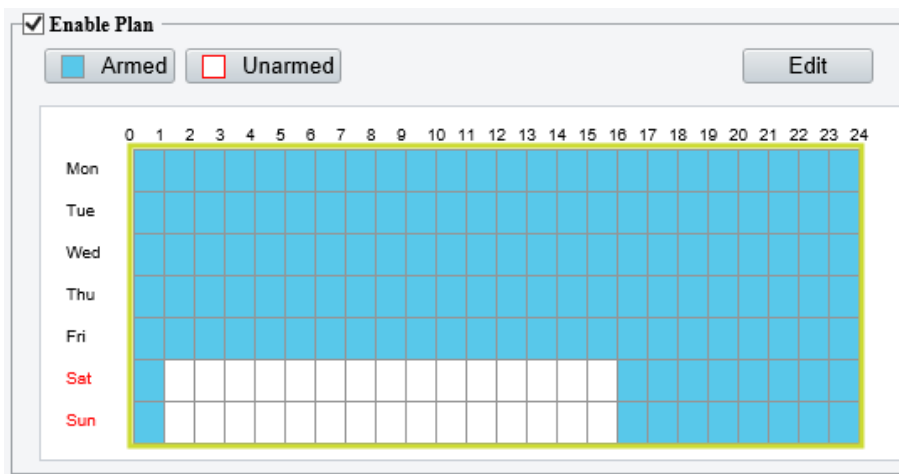 Enable Plan
Armed Unarmed Edit
0 1 2 3 4 5 6 7 8 9 10 11 12 13 14 15 16 17 18 19 20 21 22 23 24
Mon
Tue
Wed
Thu
Fri
Sat
Sun